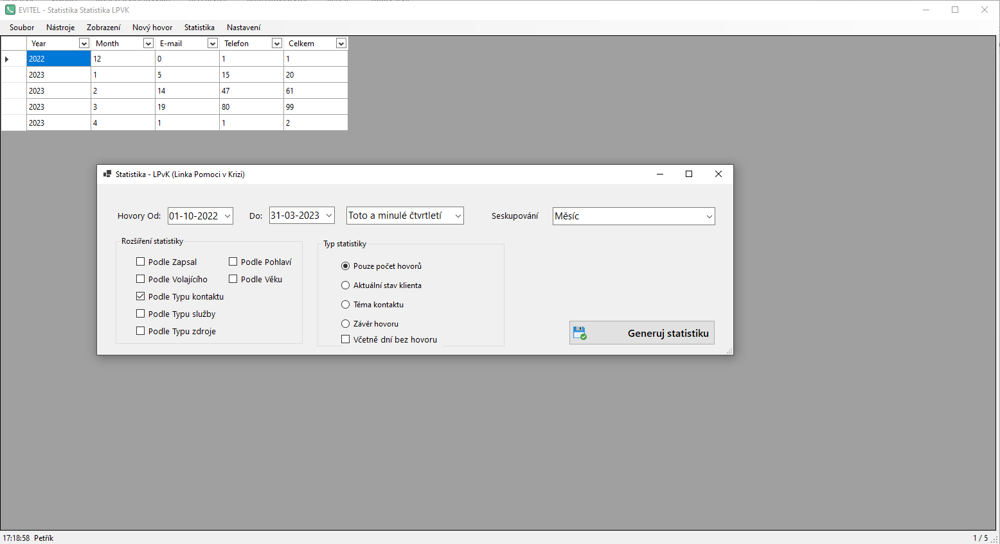 EVITEL - Statistika Statistika LPVK
Soubor Nástroje Zobrazení Nový hovor Statistika Nastavení
Year Month E-mail Telefon Celkem
2022 12 0 1 1
2023 1 5 15 20
2023 2 14 47 61
2023 3 19 80 99
2023 4 1 1 2
Statistika - LPvK (Linka Pomoci v Krizi)
Hovory Od: 01-10-2022 Do: 31-03-2023 Toto a minulé čtvrtletí Seskupování Měsíc
Rozšíření statistiky
Podle Zapsal Podle Pohlaví
Podle Volajícího Podle Věku
Podle Typu kontaktu
Podle Typu služby
Podle Typu zdroje
Typ statistiky
Pouze počet hovorů
Aktuální stav klienta
Téma kontaktu
Závěr hovoru
Včetně dní bez hovoru
Generuj statistiku
17:18:58 Petřík 1 / 5